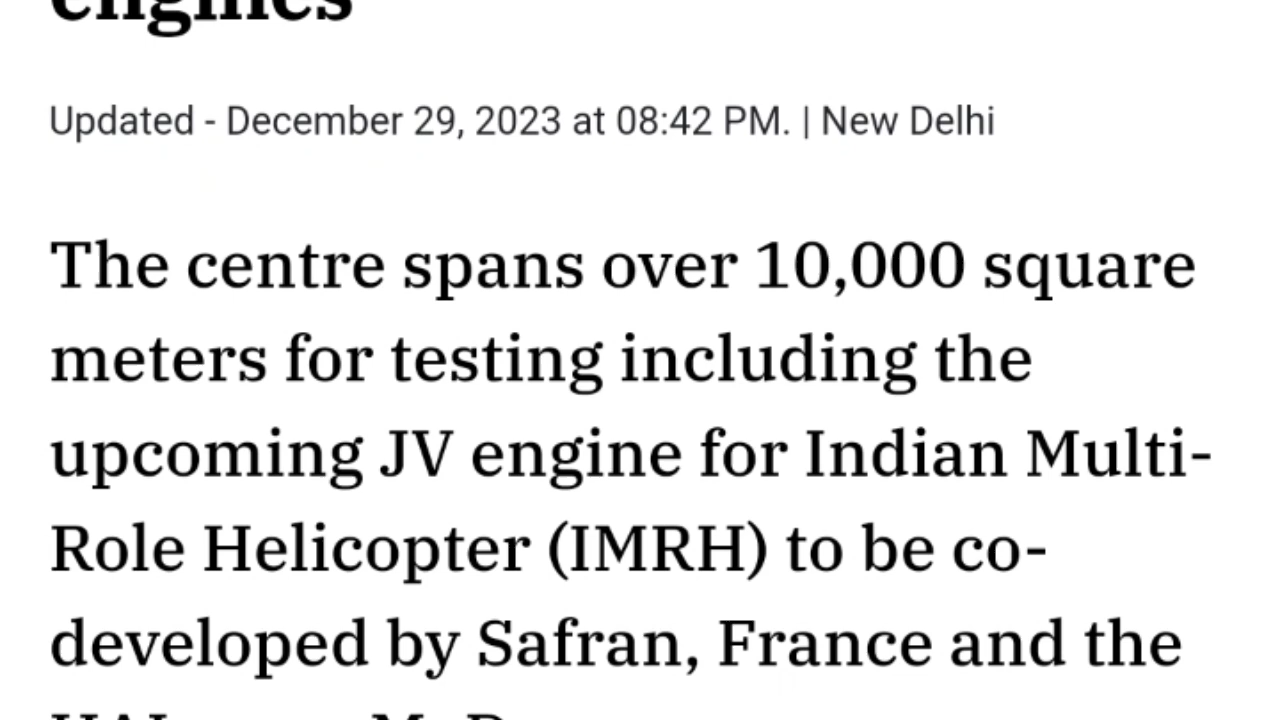 engines
Updated - December 29, 2023 at 08:42 PM. | New Delhi
The centre spans over 10,000 square
meters for testing including the
upcoming JV engine for Indian Multi-
Role Helicopter (IMRH) to be co-
developed by Safran, France and the